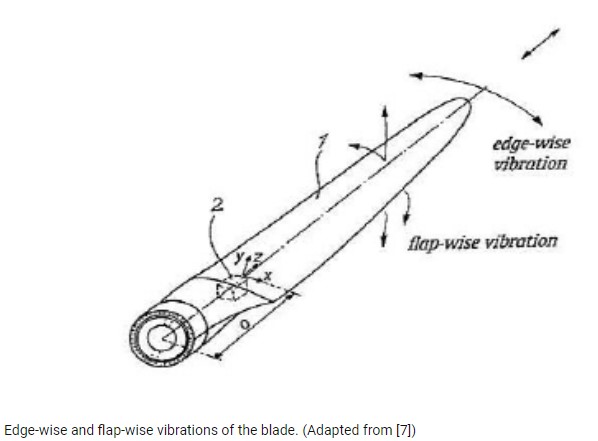 edge-wise
vibration
1
2
flap-wise vibration
y
z
x
Edge-wise and flap-wise vibrations of the blade. (Adapted from [7])